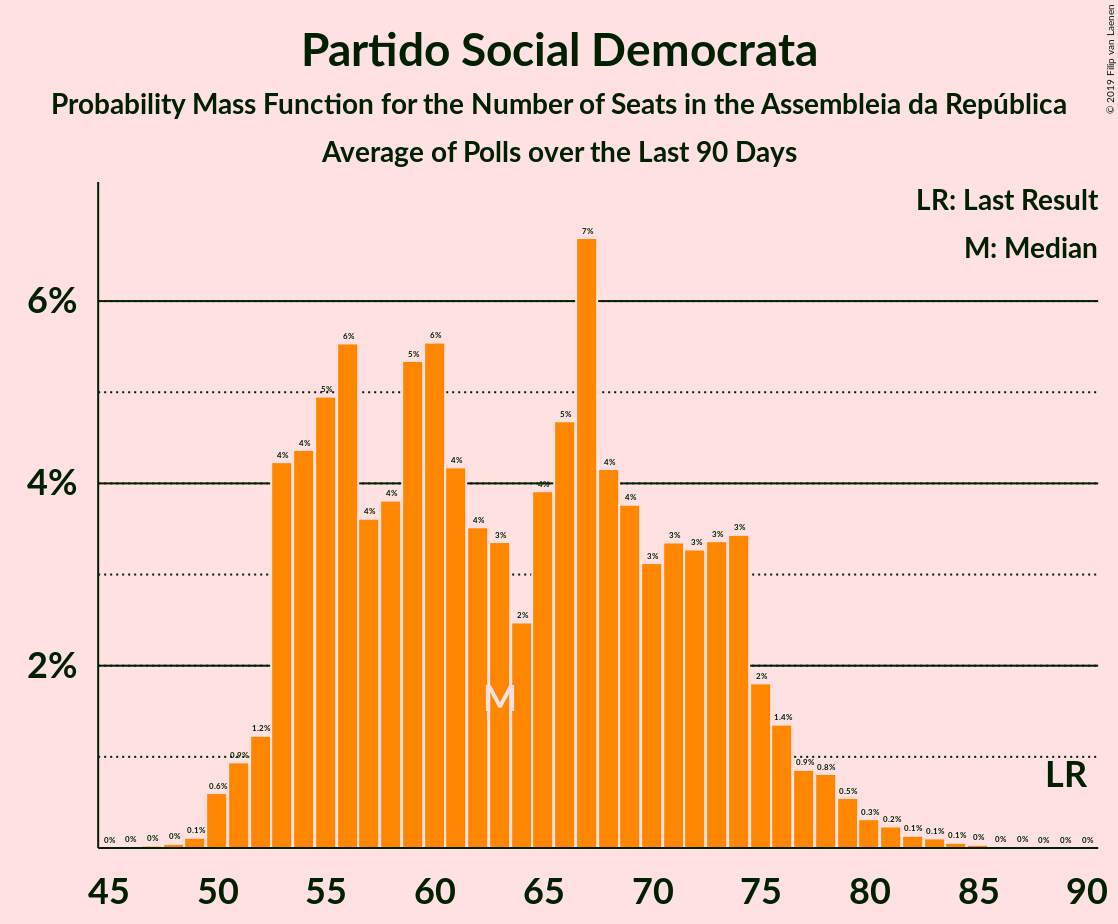 Partido Social Democrata
Probability Mass Function for the Number of Seats in the Assembleia da República
Average of Polls over the Last 90 Days
© 2019 Filip van Laenen
LR: Last Result
M: Median
6%
4%
2%
0% 0% 0% 0% 0.1% 0.6% 0.9% 1.2% 4% 4% 5% 6% 4% 4% 5% 6% 4% 4% 3% 2% 4% 5% 7% 4% 4% 3% 3% 3% 3% 3% 2% 1.4% 0.9% 0.8% 0.5% 0.3% 0.2% 0.1% 0.1% 0.1% 0% 0% 0% 0% 0% 0%
M
LR
45 50 55 60 65 70 75 80 85 90